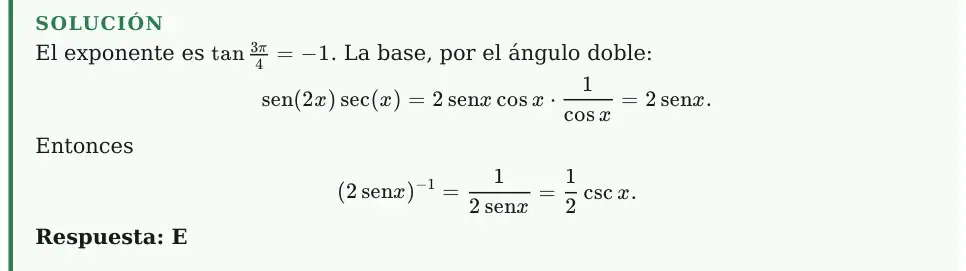 SOLUCIÓN
El exponente es tan 3π/4 = −1. La base, por el ángulo doble:
sen(2x) sec(x) = 2 senx cos x · 1/cos x = 2 senx.
Entonces
(2 senx)⁻¹ = 1/(2 senx) = 1/2 csc x.
Respuesta: E